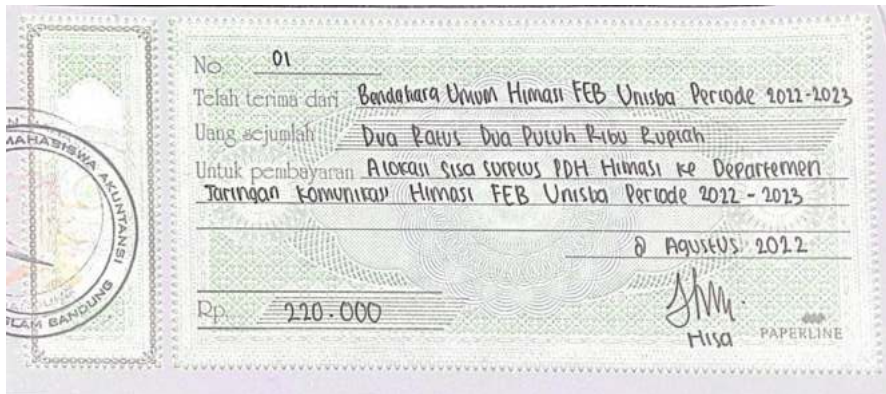 No 01
Telah terima dari Bendahara Umum Himasi FEB Unisba Periode 2022-2023
Uang sejumlah Dua Ratus Dua Puluh Ribu Rupiah
Untuk pembayaran Alokasi sisa surplus PDH Himasi ke Departemen
Jaringan Komunikasi Himasi FEB Unisba Periode 2022 - 2023
8 Agustus 2022
Rp. 220.000
Hisa
PAPERLINE
MAHASISWA AKUNTANSI
ISLAM BANDUNG